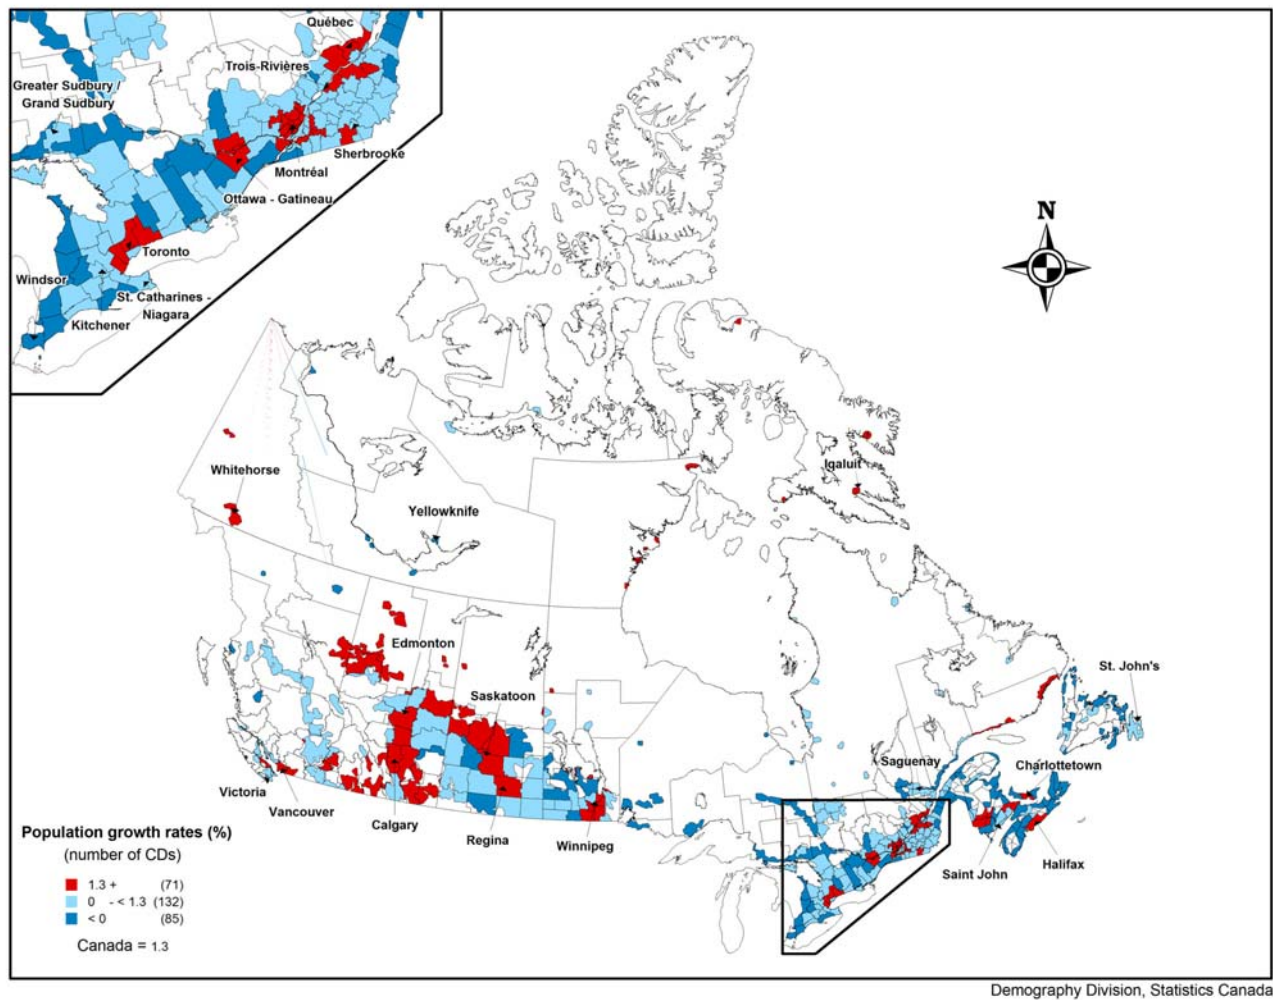 Québec
Trois-Rivières
Greater Sudbury /
Grand Sudbury
Sherbrooke
Montréal
Ottawa - Gatineau
Toronto
Windsor
St. Catharines -
Niagara
Kitchener
N
Whitehorse
Iqaluit
Yellowknife
Edmonton
Saskatoon
St. John's
Saguenay
Charlottetown
Victoria
Vancouver
Calgary
Regina
Winnipeg
Saint John
Halifax
Population growth rates (%)
(number of CDs)
1.3 + (71)
0 - < 1.3 (132)
< 0 (85)
Canada = 1.3
Demography Division, Statistics Canada